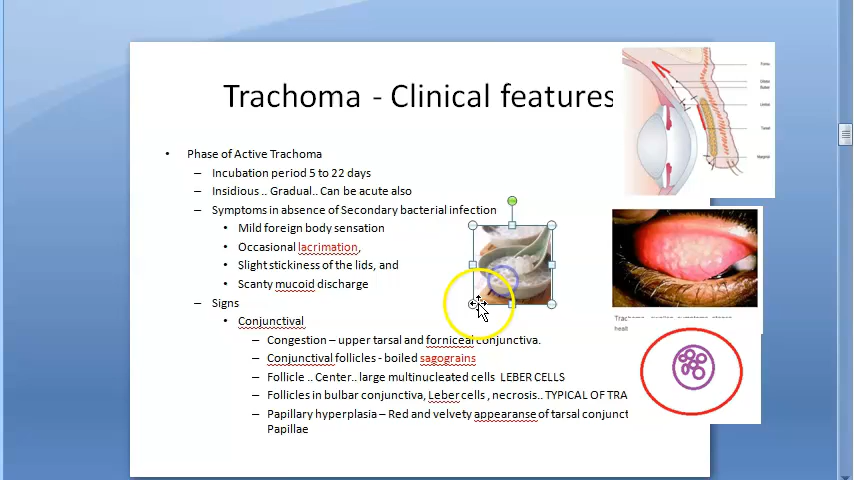 Trachoma - Clinical features
Phase of Active Trachoma
Incubation period 5 to 22 days
Insidious .. Gradual.. Can be acute also
Symptoms in absence of Secondary bacterial infection
Mild foreign body sensation
Occasional lacrimation,
Slight stickiness of the lids, and
Scanty mucoid discharge
Signs
Conjunctival
Congestion – upper tarsal and forniceal conjunctiva.
Conjunctival follicles - boiled sagograins
Follicle .. Center.. large multinucleated cells LEBER CELLS
Follicles in bulbar conjunctiva, Leber cells , necrosis.. TYPICAL OF TRA
Papillary hyperplasia – Red and velvety appearanse of tarsal conjunct
Papillae
Marginal